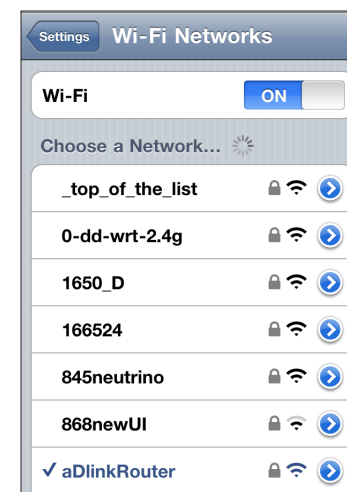 Settings Wi-Fi Networks
Wi-Fi ON
Choose a Network...
_top_of_the_list
0-dd-wrt-2.4g
1650_D
166524
845neutrino
868newUI
aDlinkRouter